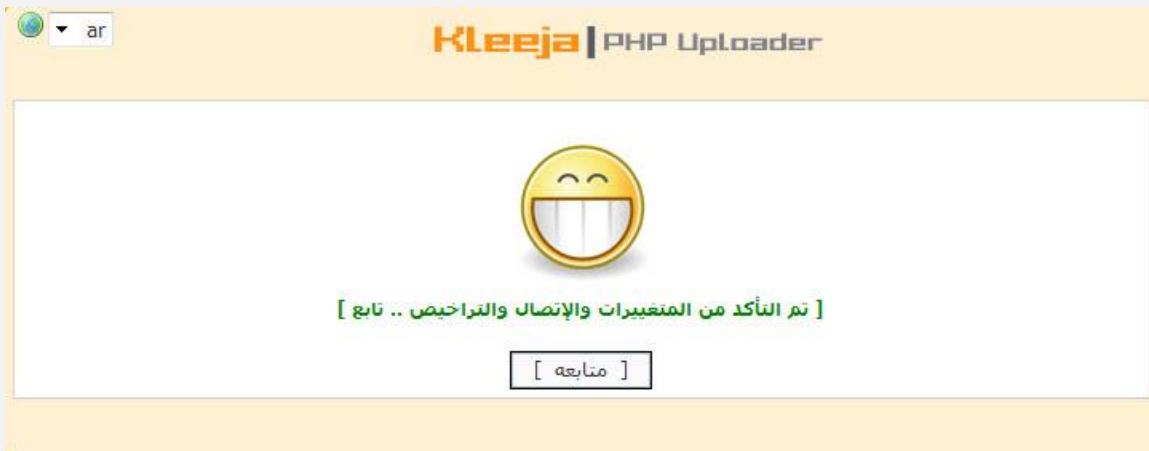 ar
Kleeja | PHP Uploader
[ تم التأكد من المتغييرات والإتصال والتراخيص .. تابع ]
[ متابعه ]